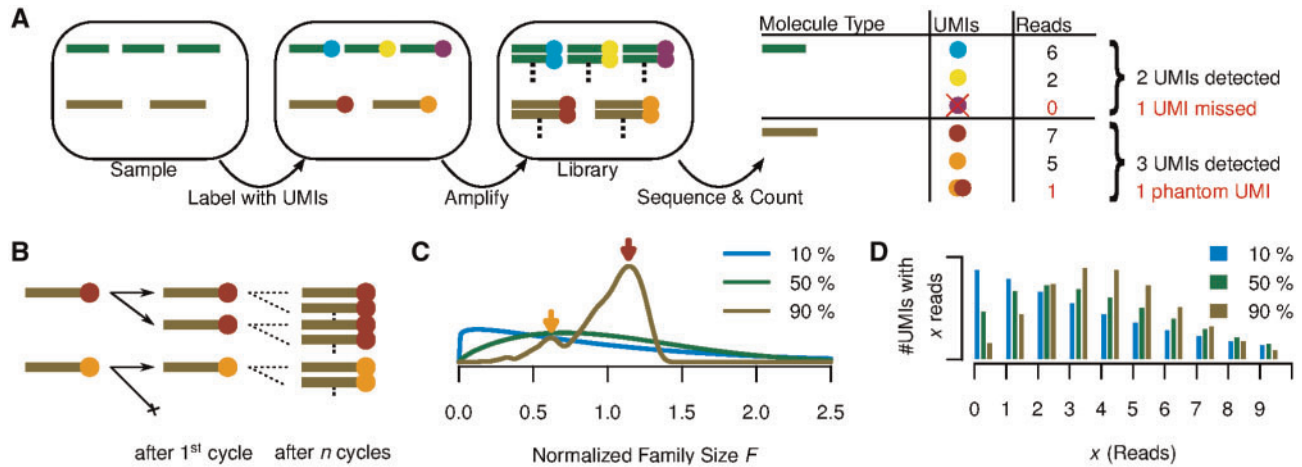 A
Sample
Label with UMIs
Amplify
Library
Sequence & Count
Molecule Type UMIs Reads
6
2
0
2 UMIs detected
1 UMI missed
7
5
1
3 UMIs detected
1 phantom UMI
B
after 1st cycle
after n cycles
C
10 %
50 %
90 %
0.0 0.5 1.0 1.5 2.0 2.5
Normalized Family Size F
D
#UMIs with
x reads
10 %
50 %
90 %
0 1 2 3 4 5 6 7 8 9
x (Reads)